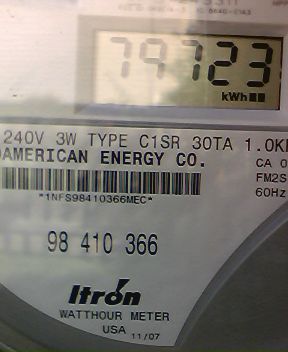 79723
kWh
240V 3W TYPE C1SR 30TA 1.0K
AMERICAN ENERGY CO.
CA 0
FM2S
60Hz
*1NFS98410366MEC*
98 410 366
Itron
WATTHOUR METER
USA 11/07